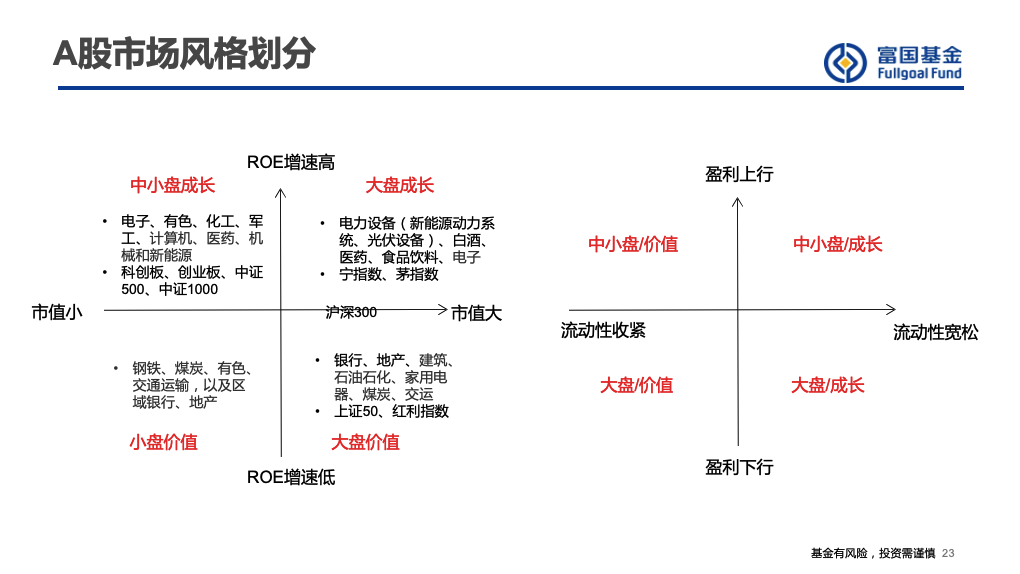 A股市场风格划分
富国基金
Fullgoal Fund
ROE增速高
中小盘成长
大盘成长
• 电子、有色、化工、军
工、计算机、医药、机
械和新能源
• 科创板、创业板、中证
500、中证1000
• 电力设备（新能源动力系
统、光伏设备）、白酒、
医药、食品饮料、电子
• 宁指数、茅指数
市值小
沪深300
市值大
• 钢铁、煤炭、有色、
交通运输，以及区
域银行、地产
• 银行、地产、建筑、
石油石化、家用电
器、煤炭、交运
• 上证50、红利指数
小盘价值
大盘价值
ROE增速低
盈利上行
中小盘/价值
中小盘/成长
流动性收紧
流动性宽松
大盘/价值
大盘/成长
盈利下行
基金有风险，投资需谨慎 23